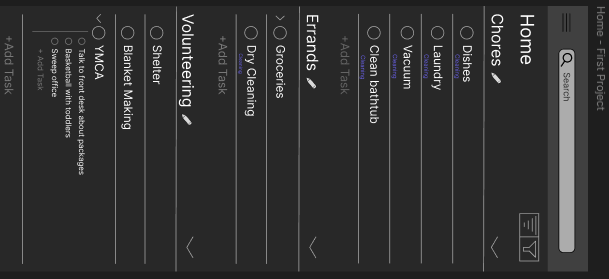 Home - First Project
Search
Home
Chores
Dishes
Cleaning
Laundry
Cleaning
Vacuum
Cleaning
Clean bathtub
Cleaning
+Add Task
Errands
Groceries
Dry Cleaning
Cleaning
+Add Task
Volunteering
Shelter
Blanket Making
YMCA
Talk to front desk about packages
Basketball with toddlers
Sweep office
+ Add Task
+Add Task